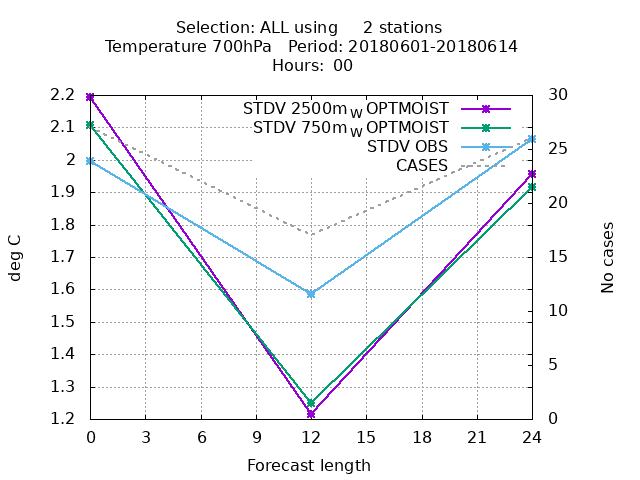 Selection: ALL using 2 stations
Temperature 700hPa Period: 20180601-20180614
Hours: 00
STDV 2500m_W OPTMOIST
STDV 750m_W OPTMOIST
STDV OBS
CASES
deg C
2.2
2.1
2
1.9
1.8
1.7
1.6
1.5
1.4
1.3
1.2
No cases
30
25
20
15
10
5
0
0 3 6 9 12 15 18 21 24
Forecast length